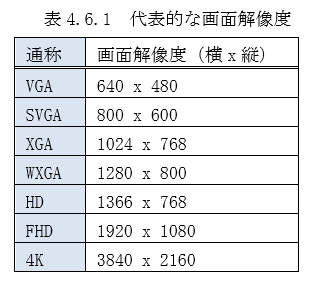 表4.6.1 代表的な画面解像度
通称 画面解像度（横x縦）
VGA 640 x 480
SVGA 800 x 600
XGA 1024 x 768
WXGA 1280 x 800
HD 1366 x 768
FHD 1920 x 1080
4K 3840 x 2160